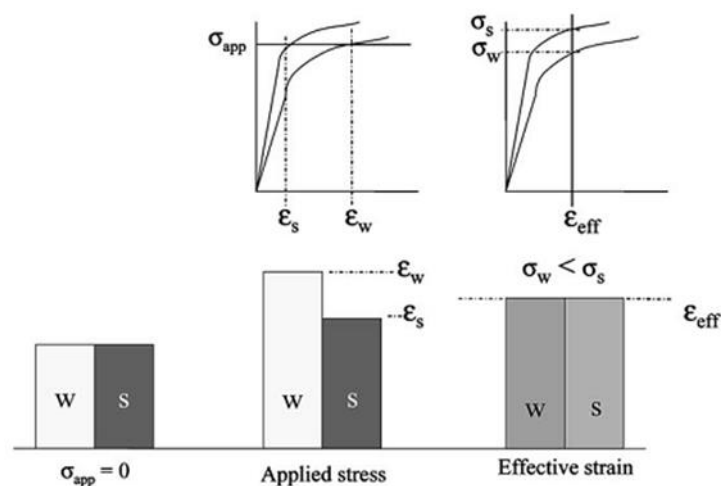 σapp
εs
εw
σs
σw
εeff
εw
εs
W
S
σapp = 0
W
S
Applied stress
σw < σs
εeff
W
S
Effective strain